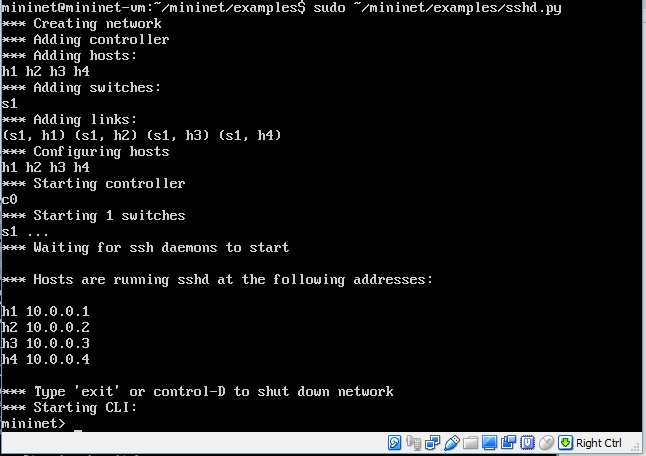 mininet@mininet-vm:~/mininet/examples$ sudo ~/mininet/examples/sshd.py
*** Creating network
*** Adding controller
*** Adding hosts:
h1 h2 h3 h4
*** Adding switches:
s1
*** Adding links:
(s1, h1) (s1, h2) (s1, h3) (s1, h4)
*** Configuring hosts
h1 h2 h3 h4
*** Starting controller
c0
*** Starting 1 switches
s1 ...
*** Waiting for ssh daemons to start
*** Hosts are running sshd at the following addresses:
h1 10.0.0.1
h2 10.0.0.2
h3 10.0.0.3
h4 10.0.0.4
*** Type 'exit' or control-D to shut down network
*** Starting CLI:
mininet> _
Right Ctrl